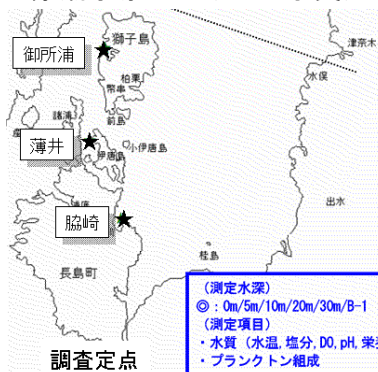 獅子島
御所浦
柏栗
幣串
津奈木
水俣
諸浦
前島
薄井
伊唐島
小伊唐島
脇崎
出水
桂島
長島町
(測定水深)
◎：0m/5m/10m/20m/30m/B-1
(測定項目)
・水質（水温,塩分,DO,pH,栄
・プランクトン組成
調査定点